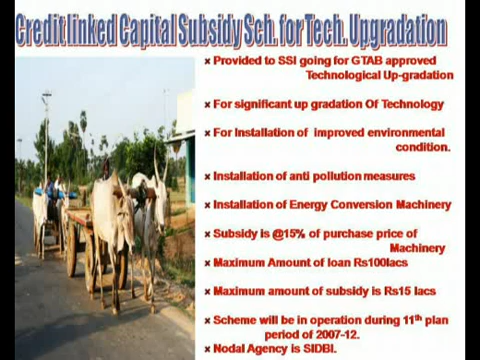 Credit linked Capital Subsidy Sch. for Tech. Upgradation
× Provided to SSI going for GTAB approved
Technological Up-gradation
× For significant up gradation Of Technology
× For Installation of improved environmental
condition.
× Installation of anti pollution measures
× Installation of Energy Conversion Machinery
× Subsidy is @15% of purchase price of
Machinery
× Maximum Amount of loan Rs100lacs
× Maximum amount of subsidy is Rs15 lacs
× Scheme will be in operation during 11th plan
period of 2007-12.
× Nodal Agency is SIDBI.